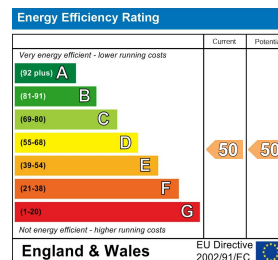 Energy Efficiency Rating
Current Potentia
Very energy efficient - lower running costs
(92 plus) A
(81-91) B
(69-80) C
(55-68) D
(39-54) E
(21-38) F
(1-20) G
50 50
Not energy efficient - higher running costs
England & Wales
EU Directive
2002/91/EC